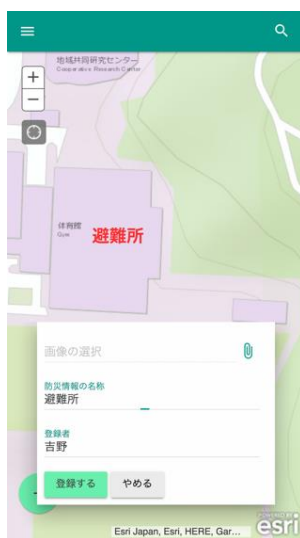 地域共同研究センター
Cooperative Research Center
+
−
体育館
Gym
避難所
画像の選択
防災情報の名称
避難所
登録者
吉野
登録する
やめる
POWERED BY
esri
Esri Japan, Esri, HERE, Gar...